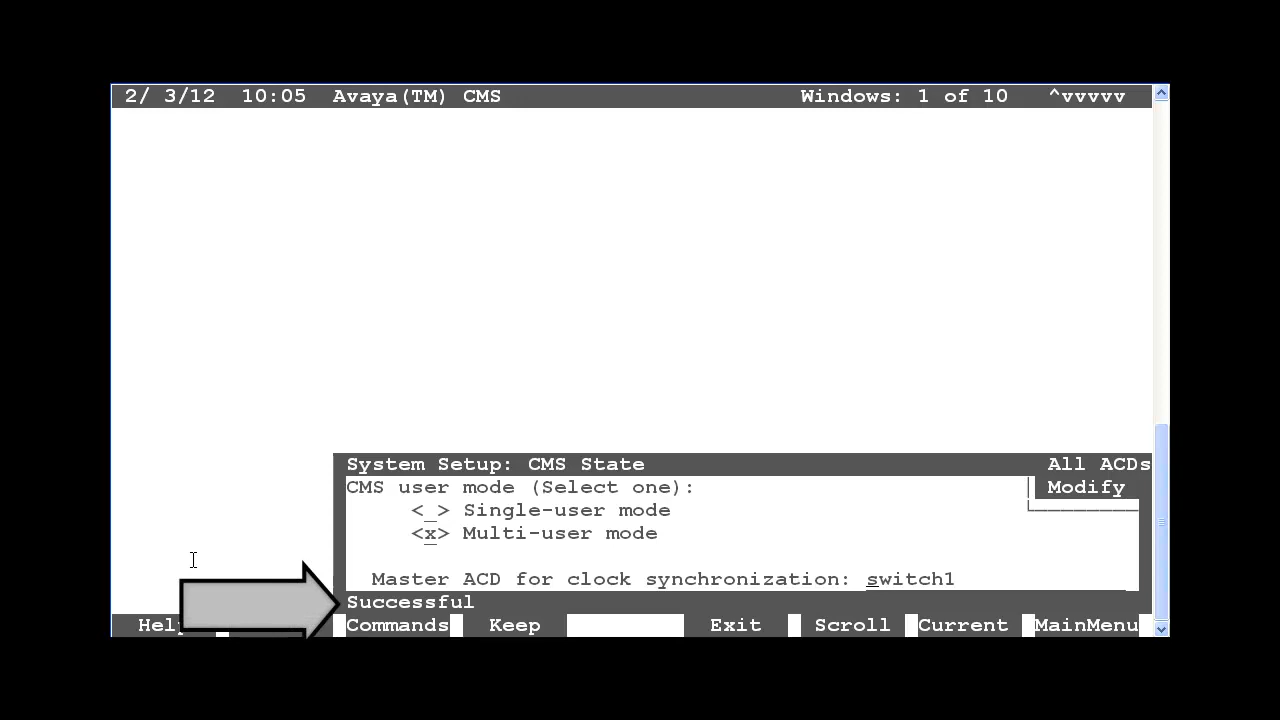 2/ 3/12 10:05 Avaya(TM) CMS Windows: 1 of 10 ^vvvvv
System Setup: CMS State All ACDs
CMS user mode (Select one): Modify
<_> Single-user mode
<x> Multi-user mode
Master ACD for clock synchronization: switch1
Successful
Help Commands Keep Exit Scroll Current MainMenu